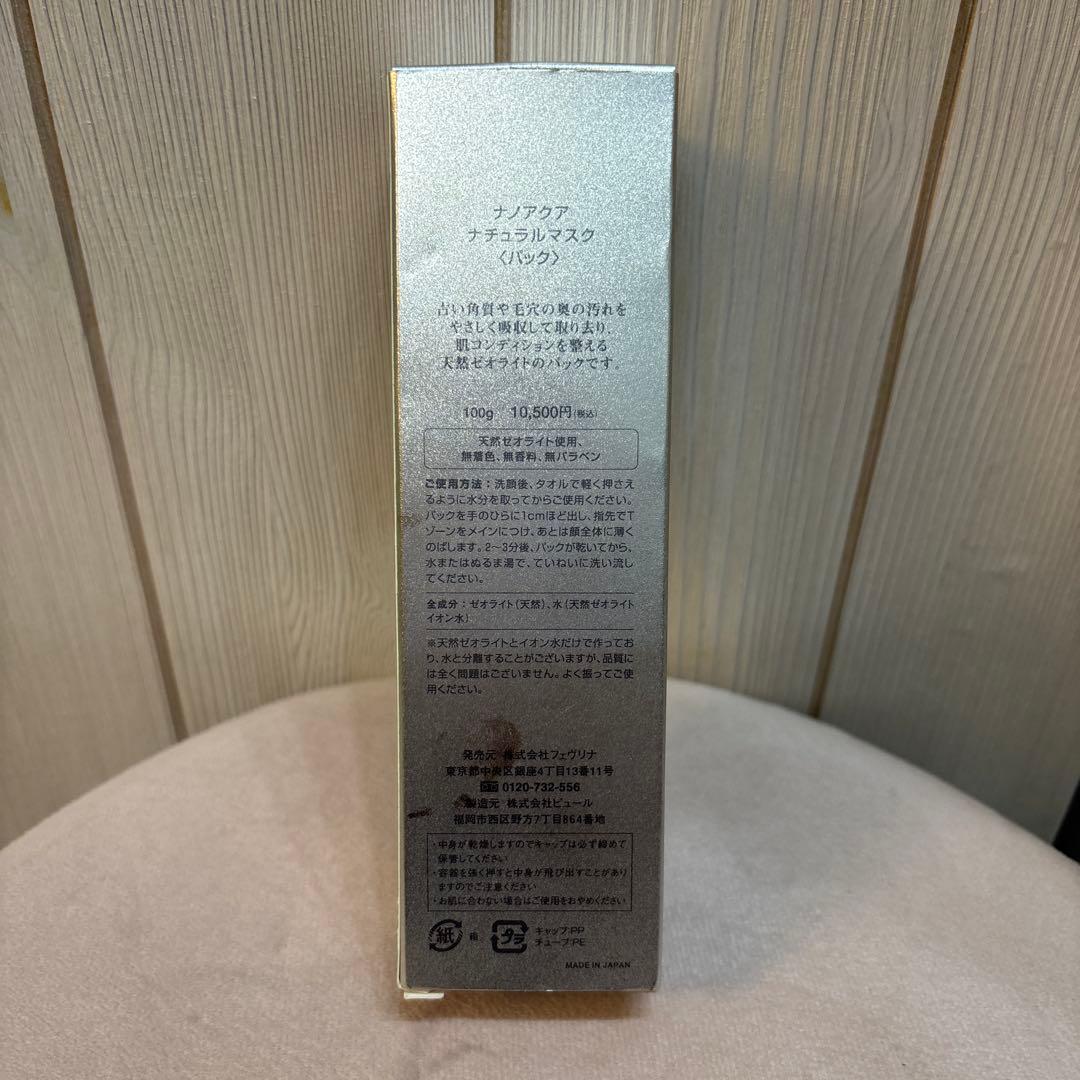 ナノアクア
ナチュラルマスク
〈パック〉
古い角質や毛穴の奥の汚れを
やさしく吸収して取り去り、
肌コンディションを整える
天然ゼオライトのパックです。
100g 10,500円(税込)
天然ゼオライト使用、
無着色、無香料、無パラベン
ご使用方法：洗顔後、タオルで軽く押さえ
るように水分を取ってからご使用ください。
パックを手のひらに1cmほど出し、指先でT
ゾーンをメインにつけ、あとは顔全体に薄く
のばします。2〜3分後、パックが乾いてから、
水またはぬるま湯で、ていねいに洗い流し
てください。
全成分：ゼオライト(天然)、水(天然ゼオライト
イオン水)
※天然ゼオライトとイオン水だけで作ってお
り、水と分離することがございますが、品質に
は全く問題はございません。よく振ってご使
用ください。
発売元 株式会社フェヴリナ
東京都中央区銀座4丁目13番11号
0120-732-556
製造元 株式会社ピュール
福岡市西区野方7丁目864番地
・中身が乾燥しますのでキャップは必ず締めて
保管してください
・容器を強く押すと中身が飛び出すことがあり
ますのでご注意ください
・お肌に合わない場合はご使用をおやめください
紙 箱 プラ キャップ:PP
チューブ:PE
MADE IN JAPAN